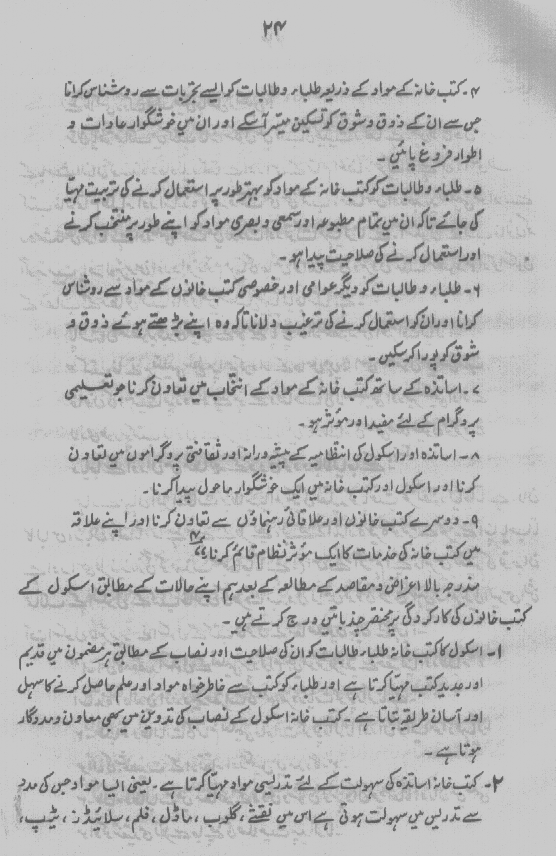 ۲۴
۴۔ کتب خانہ کے مواد کے ذریعہ طلباء و طالبات کو ایسے تجربات سے روشناس کرانا
جس سے ان کے ذوق و شوق کو تسکین میسّر آسکے اور ان میں خوشگوار عادات و
اطوار فروغ پائیں۔
۵۔ طلباء و طالبات کو کتب خانہ کے مواد کو بہتر طور پر استعمال کرنے کی تربیت مہیّا
کی جائے تاکہ ان میں تمام مطبوعہ اور سمعی و بصری مواد کو اپنے طور پر منتخب کرنے
اور استعمال کرنے کی صلاحیت پیدا ہو۔
۶۔ طلباء و طالبات کو دیگر عوامی اور خصوصی کتب خانوں کے مواد سے روشناس
کرانا اور ان کو استعمال کرنے کی ترغیب دلانا تاکہ وہ اپنے بڑھتے ہوئے ذوق و
شوق کو پورا کرسکیں۔
۷۔ اساتذہ کے ساتھ کتب خانہ کے مواد کے انتخاب میں تعاون کرنا جو تعلیمی
پروگرام کے لئے مفید اور مؤثر ہو۔
۸۔ اساتذہ اور اسکول کی انتظامیہ کے پیشہ ورانہ اور ثقافتی پروگراموں میں تعاون
کرنا اور اسکول اور کتب خانہ میں ایک خوشگوار ماحول پیدا کرنا۔
۹۔ دوسرے کتب خانوں اور علاقائی رہنماؤں سے تعاون کرنا اور اپنے علاقہ
میں کتب خانہ کی خدمات کا ایک مؤثر نظام قائم کرنا۔
مندرجہ بالا اغراض و مقاصد کے مطالعہ کے بعد ہم اپنے حالات کے مطابق اسکول کے
کتب خانوں کی کارکردگی پر مختصر چند باتیں درج کرتے ہیں۔
۱۔ اسکول کا کتب خانہ طلباء طالبات کو ان کی صلاحیت اور نصاب کے مطابق ہر مضمون میں قدیم
اور جدید کتب مہیّا کرتا ہے اور طلباء کو کتب سے خاطر خواہ مواد اور علم حاصل کرنے کا سہل
اور آسان طریقہ بتاتا ہے۔ کتب خانہ اسکول کے نصاب کی تدوین میں بھی معاون و مددگار
ہوتا ہے۔
۲۔ کتب خانہ اساتذہ کی سہولت کے لئے تدریسی مواد مہیّا کرتا ہے۔ یعنی ایسا مواد جس کی مدد
سے تدریس میں سہولت ہوتی ہے اس میں نقشے، گلوب، ماڈل، فلم، سلائیڈز، ٹیپ،